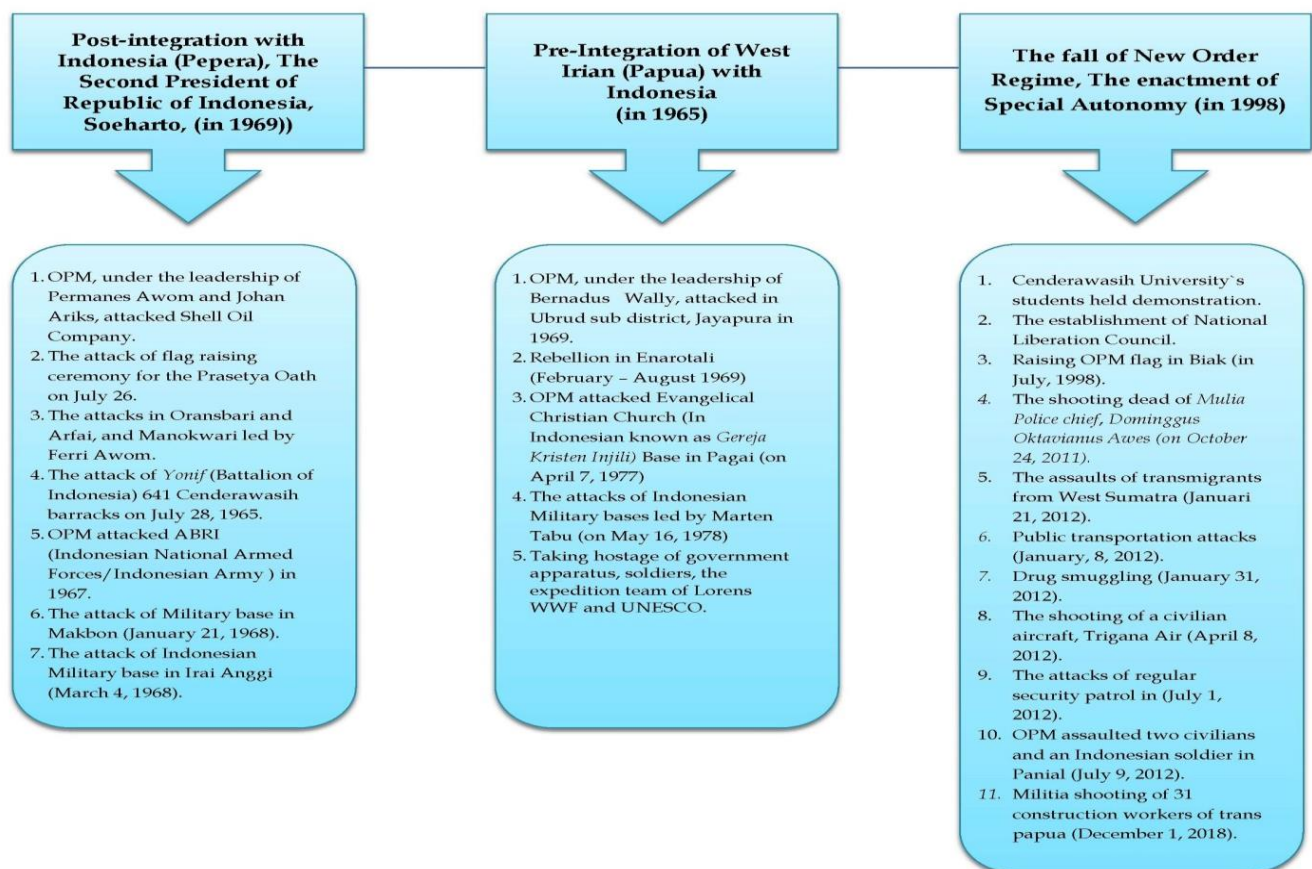 Post-integration with
Indonesia (Pepera), The
Second President of
Republic of Indonesia,
Soeharto, (in 1969))
1. OPM, under the leadership of
Permanes Awom and Johan
Ariks, attacked Shell Oil
Company.
2. The attack of flag raising
ceremony for the Prasetya Oath
on July 26.
3. The attacks in Oransbari and
Arfai, and Manokwari led by
Ferri Awom.
4. The attack of Yonif (Battalion of
Indonesia) 641 Cenderawasih
barracks on July 28, 1965.
5. OPM attacked ABRI
(Indonesian National Armed
Forces/Indonesian Army ) in
1967.
6. The attack of Military base in
Makbon (January 21, 1968).
7. The attack of Indonesian
Military base in Irai Anggi
(March 4, 1968).
Pre-Integration of West
Irian (Papua) with
Indonesia
(in 1965)
1. OPM, under the leadership of
Bernadus Wally, attacked in
Ubrud sub district, Jayapura in
1969.
2. Rebellion in Enarotali
(February – August 1969)
3. OPM attacked Evangelical
Christian Church (In
Indonesian known as Gereja
Kristen Injili) Base in Pagai (on
April 7, 1977)
4. The attacks of Indonesian
Military bases led by Marten
Tabu (on May 16, 1978)
5. Taking hostage of government
apparatus, soldiers, the
expedition team of Lorens
WWF and UNESCO.
The fall of New Order
Regime, The enactment of
Special Autonomy (in 1998)
1. Cenderawasih University`s
students held demonstration.
2. The establishment of National
Liberation Council.
3. Raising OPM flag in Biak (in
July, 1998).
4. The shooting dead of Mulia
Police chief, Dominggus
Oktavianus Awes (on October
24, 2011).
5. The assaults of transmigrants
from West Sumatra (Januari
21, 2012).
6. Public transportation attacks
(January, 8, 2012).
7. Drug smuggling (January 31,
2012).
8. The shooting of a civilian
aircraft, Trigana Air (April 8,
2012).
9. The attacks of regular
security patrol in (July 1,
2012).
10. OPM assaulted two civilians
and an Indonesian soldier in
Panial (July 9, 2012).
11. Militia shooting of 31
construction workers of trans
papua (December 1, 2018).